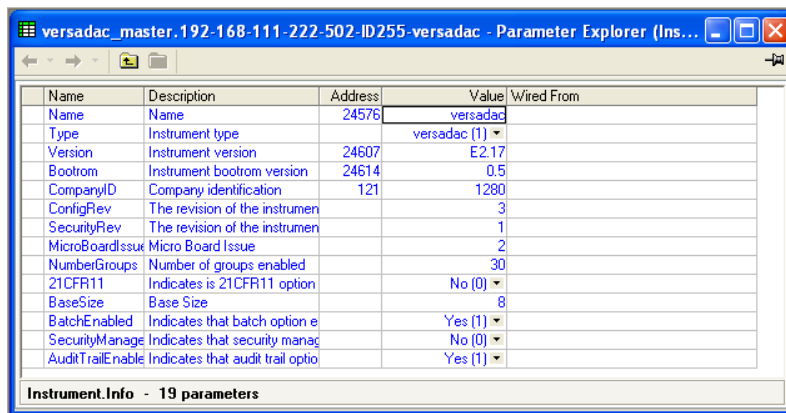 versadac_master.192-168-111-222-502-ID255-versadac - Parameter Explorer (Ins...
Name Description Address Value Wired From
Name Name 24576 versadac
Type Instrument type versadac (1)
Version Instrument version 24607 E2.17
Bootrom Instrument bootrom version 24614 0.5
CompanyID Company identification 121 1280
ConfigRev The revision of the instrumen 3
SecurityRev The revision of the instrumen 1
MicroBoardIssue Micro Board Issue 2
NumberGroups Number of groups enabled 30
21CFR11 Indicates is 21CFR11 option No (0)
BaseSize Base Size 8
BatchEnabled Indicates that batch option e Yes (1)
SecurityManage Indicates that security manag No (0)
AuditTrailEnable Indicates that audit trail optio Yes (1)
Instrument.Info - 19 parameters